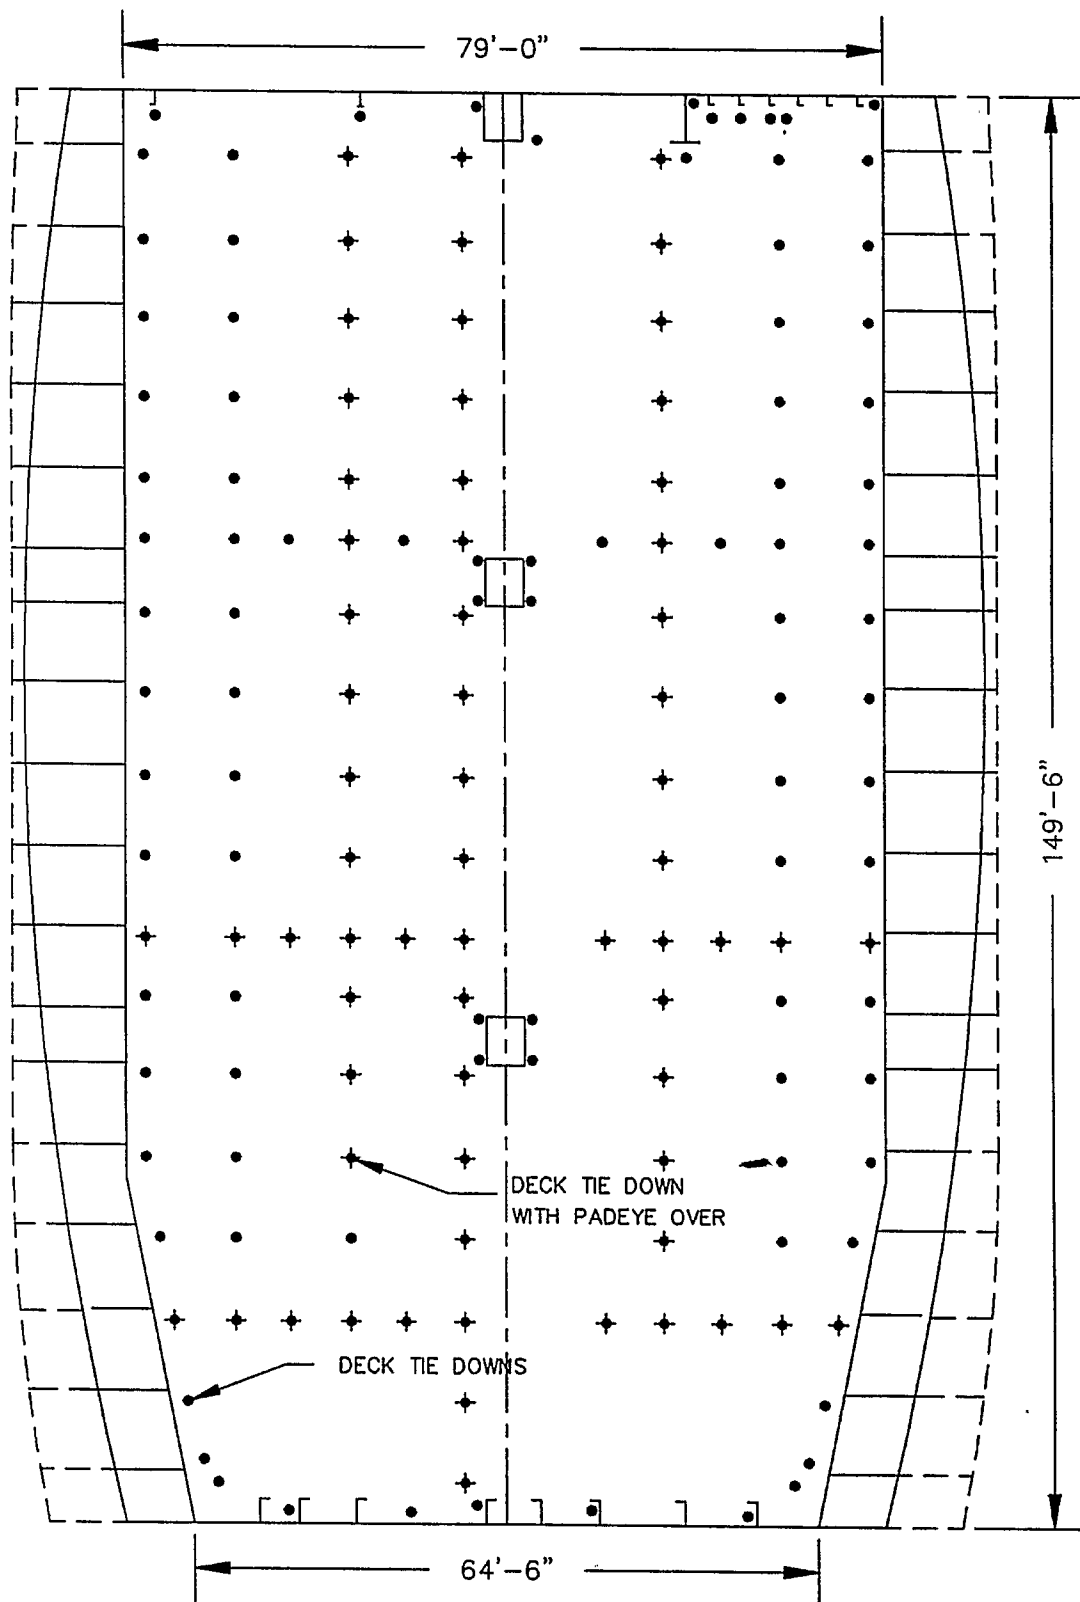 79'-0"
149'-6"
DECK TIE DOWN
WITH PADEYE OVER
DECK TIE DOWNS
64'-6"